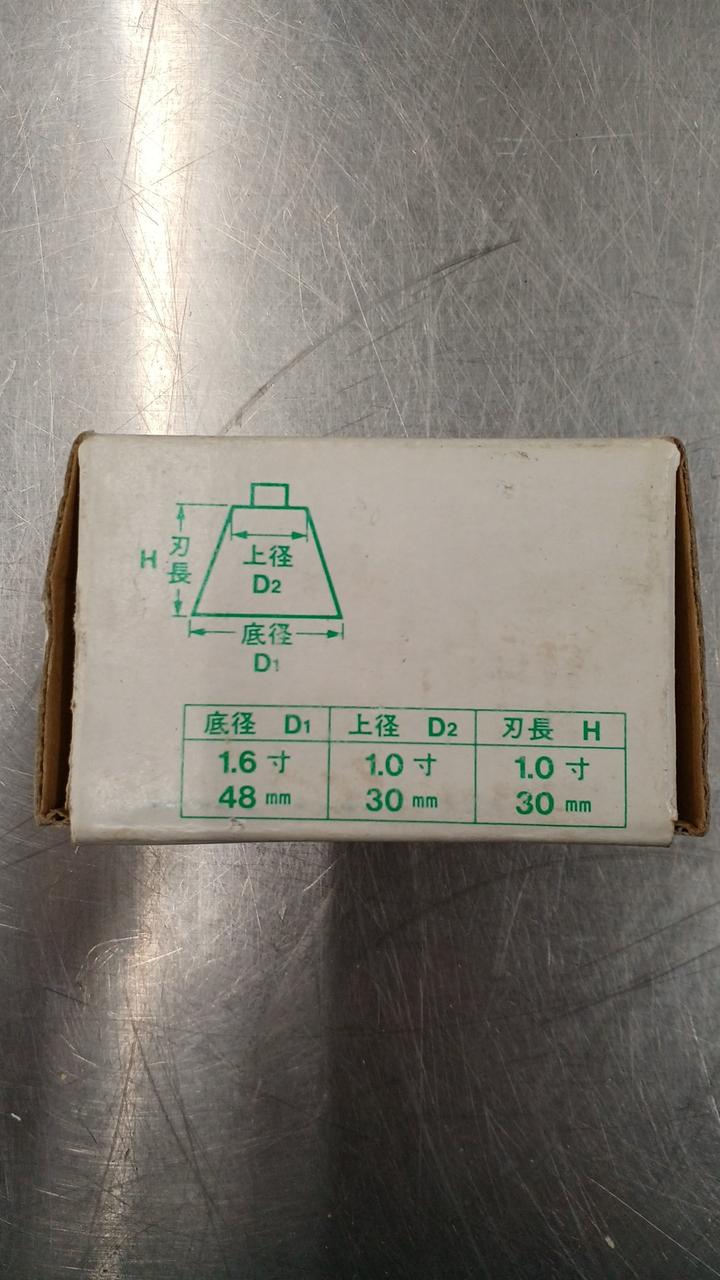 H 刃長
上径
D2
底径
D1
底径 D1 上径 D2 刃長 H
1.6 寸 1.0 寸 1.0 寸
48 mm 30 mm 30 mm